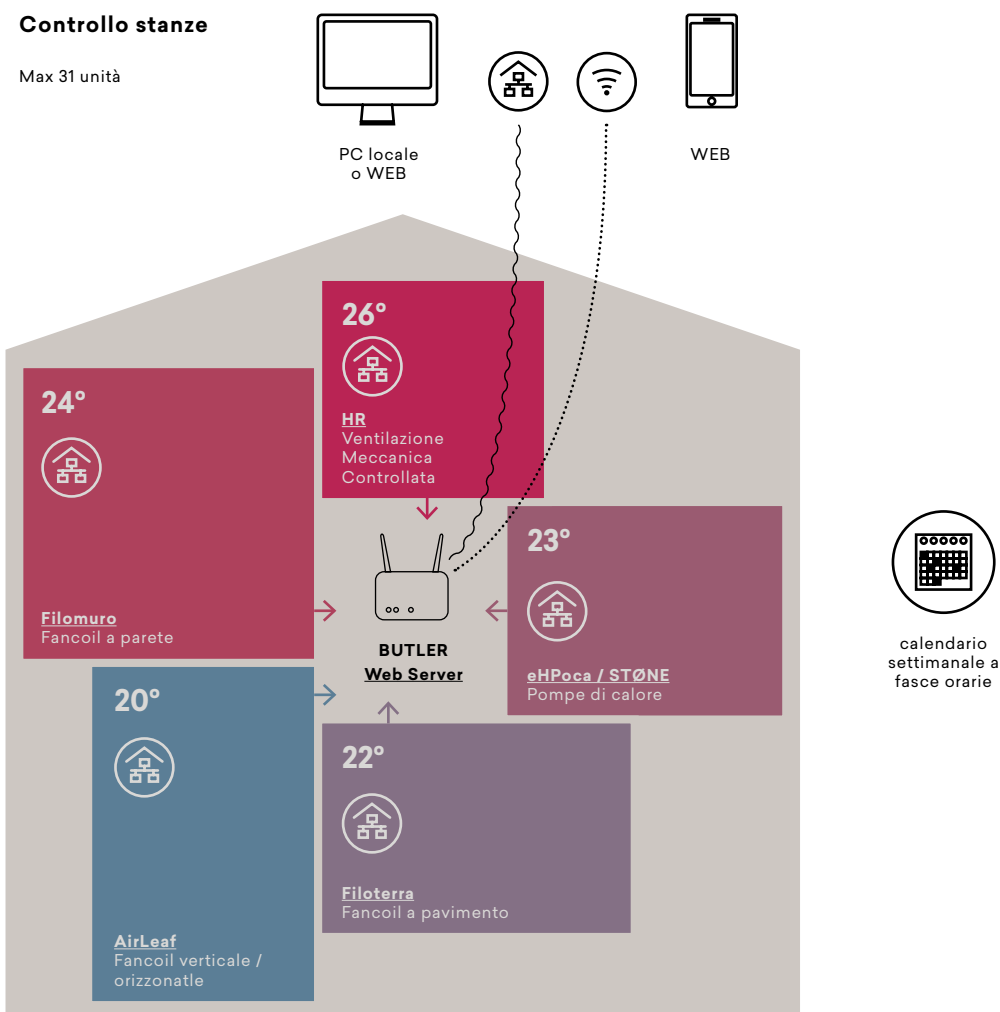 Controllo stanze
Max 31 unità
PC locale
o WEB
WEB
26°
HR
Ventilazione
Meccanica
Controllata
24°
Filomuro
Fancoil a parete
23°
eHPoca / STØNE
Pompe di calore
BUTLER
Web Server
calendario
settimanale a
fasce orarie
20°
AirLeaf
Fancoil verticale /
orizzonatle
22°
Filoterra
Fancoil a pavimento